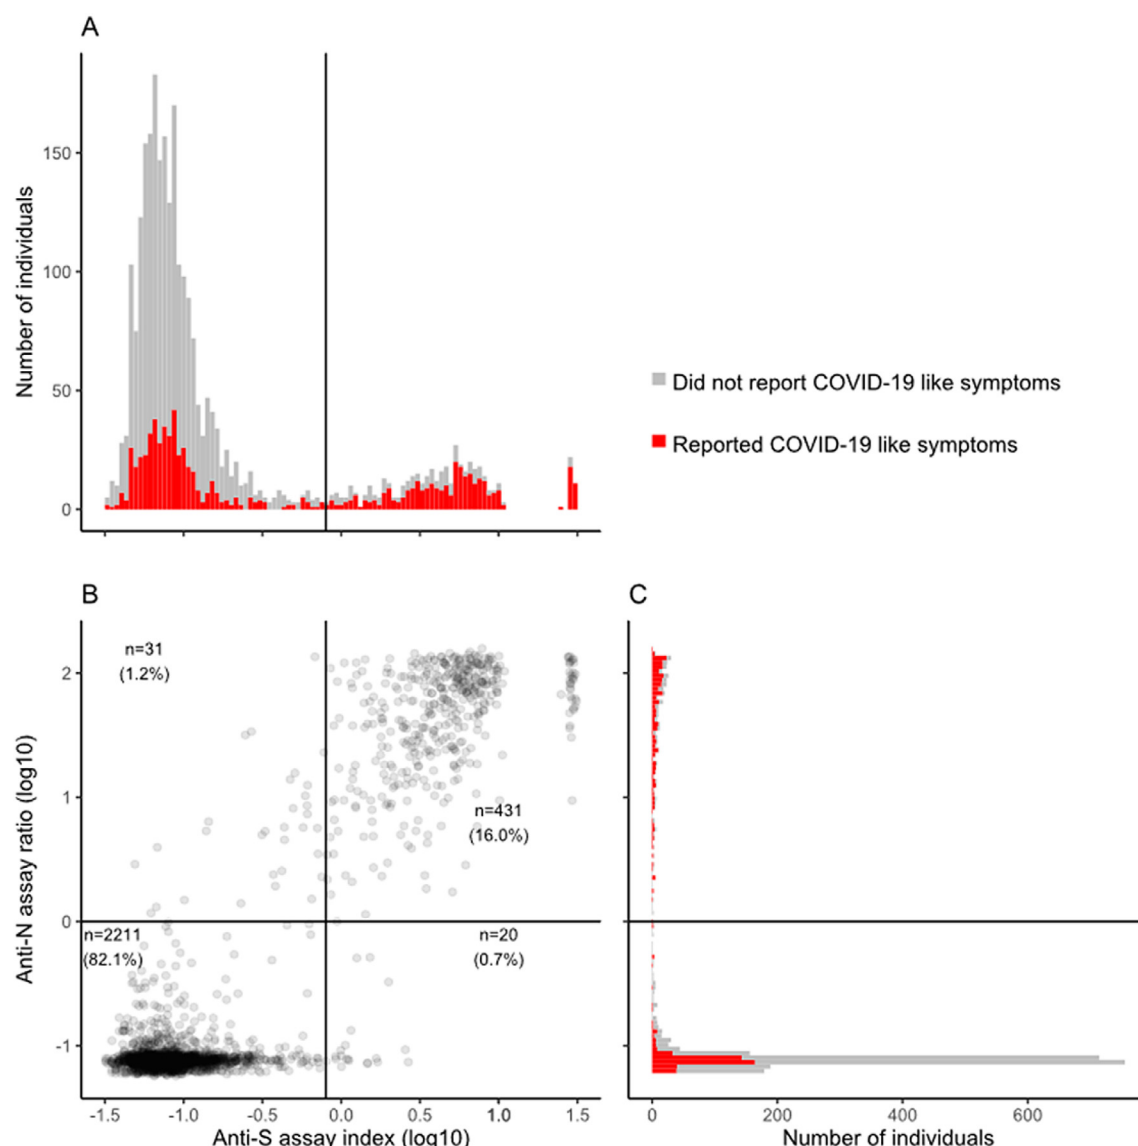 A
Number of individuals
150
100
50
0
Did not report COVID-19 like symptoms
Reported COVID-19 like symptoms
B
C
Anti-N assay ratio (log10)
2
1
0
-1
n=31
(1.2%)
n=431
(16.0%)
n=2211
(82.1%)
n=20
(0.7%)
-1.5 -1.0 -0.5 0.0 0.5 1.0 1.5
Anti-S assay index (log10)
0 200 400 600
Number of individuals